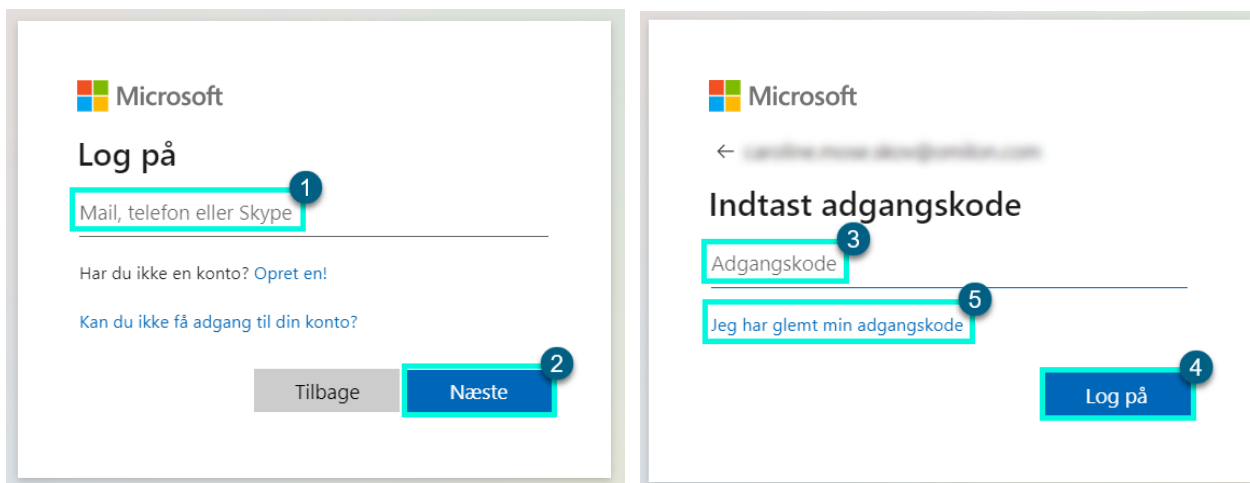 Microsoft
Log på
1
Mail, telefon eller Skype
Har du ikke en konto? Opret en!
Kan du ikke få adgang til din konto?
2
Tilbage
Næste
Microsoft
←
Indtast adgangskode
3
Adgangskode
5
Jeg har glemt min adgangskode
4
Log på